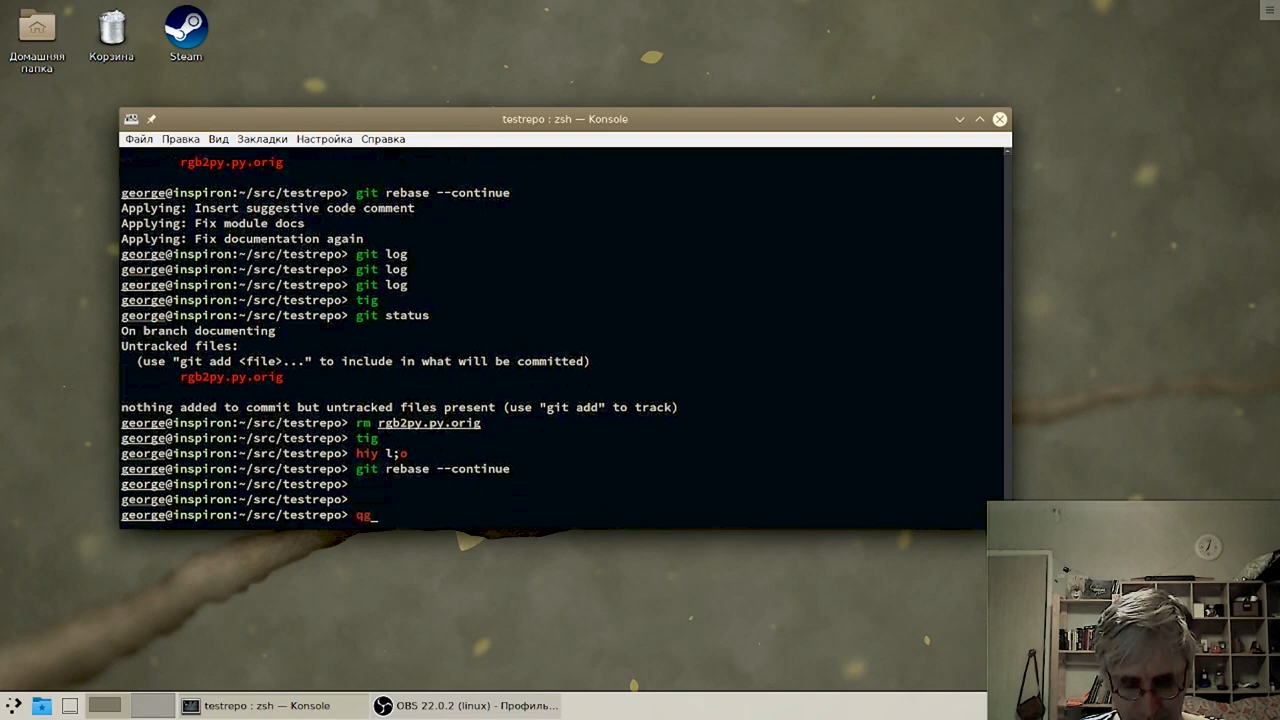 Домашняя
папка
Корзина
Steam
testrepo : zsh — Konsole
Файл Правка Вид Закладки Настройка Справка
rgb2py.py.orig
george@inspiron:~/src/testrepo> git rebase --continue
Applying: Insert suggestive code comment
Applying: Fix module docs
Applying: Fix documentation again
george@inspiron:~/src/testrepo> git log
george@inspiron:~/src/testrepo> git log
george@inspiron:~/src/testrepo> git log
george@inspiron:~/src/testrepo> tig
george@inspiron:~/src/testrepo> git status
On branch documenting
Untracked files:
(use "git add <file>..." to include in what will be committed)
rgb2py.py.orig
nothing added to commit but untracked files present (use "git add" to track)
george@inspiron:~/src/testrepo> rm rgb2py.py.orig
george@inspiron:~/src/testrepo> tig
george@inspiron:~/src/testrepo> hiy l;o
george@inspiron:~/src/testrepo> git rebase --continue
george@inspiron:~/src/testrepo>
george@inspiron:~/src/testrepo>
george@inspiron:~/src/testrepo> qg_
testrepo : zsh — Konsole
OBS 22.0.2 (linux) - Профиль...